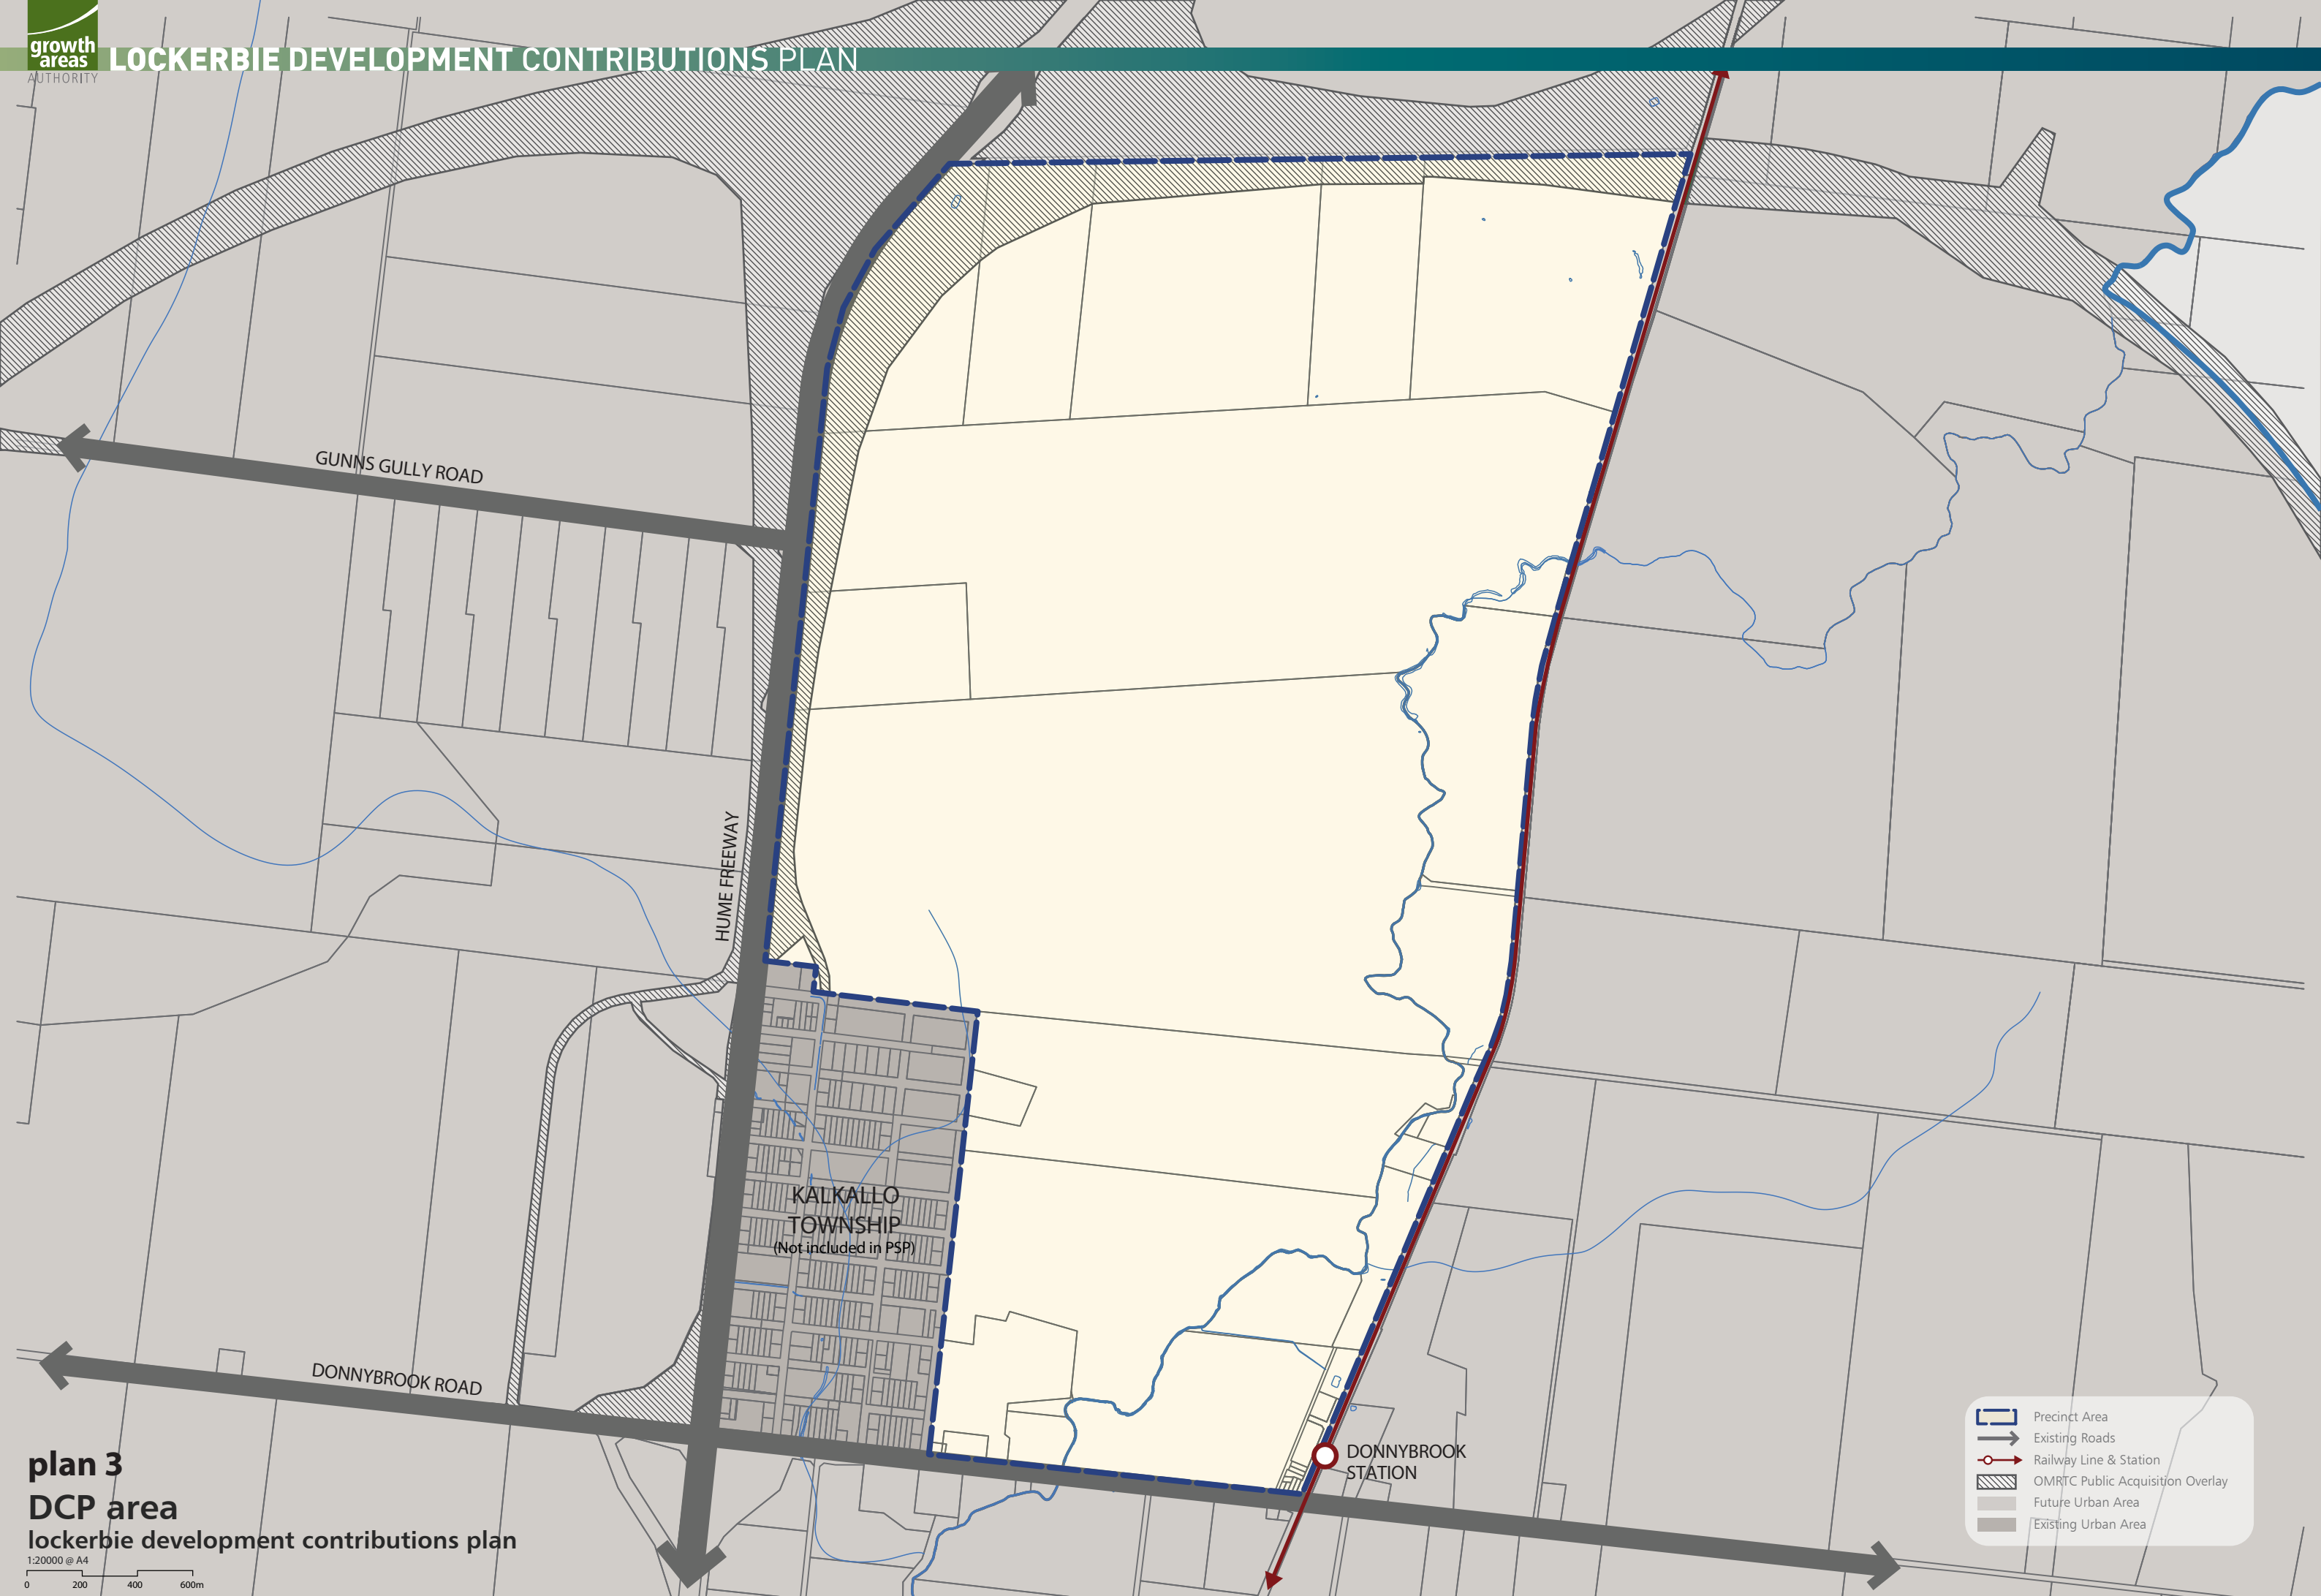 growth
areas
AUTHORITY
LOCKERBIE DEVELOPMENT CONTRIBUTIONS PLAN
GUNNS GULLY ROAD
HUME FREEWAY
KALKALLO
TOWNSHIP
(Not included in PSP)
DONNYBROOK ROAD
DONNYBROOK
STATION
Precinct Area
Existing Roads
Railway Line & Station
OMRTC Public Acquisition Overlay
Future Urban Area
Existing Urban Area
plan 3
DCP area
lockerbie development contributions plan
1:20000 @ A4
0 200 400 600m